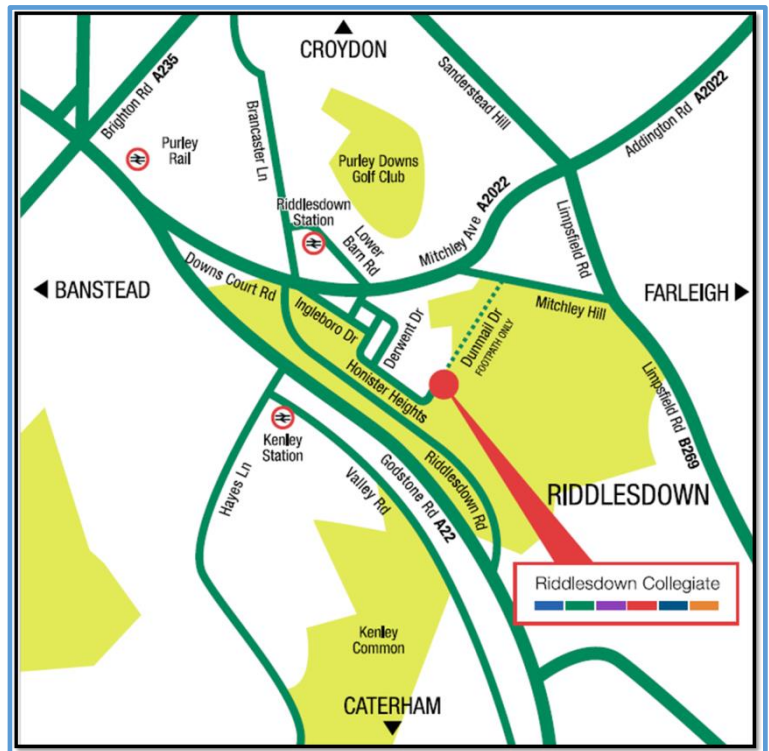 CROYDON
Brighton Rd A235
Purley
Rail
Brancaster Ln
Sanderstead Hill
Addington Rd A2022
Purley Downs
Golf Club
Riddlesdown
Station
Lower
Barn Rd
Mitchley Ave A2022
Limpsfield Rd
BANSTEAD
Downs Court Rd
Ingleboro Dr
Derwent Dr
Dunmail Dr
FOOTPATH ONLY
Mitchley Hill
FARLEIGH
Honister Heights
Limpsfield Rd B269
Kenley
Station
Hayes Ln
Valley Rd
Godstone Rd A22
Riddlesdown Rd
RIDDLESDOWN
Riddlesdown Collegiate
Kenley
Common
CATERHAM